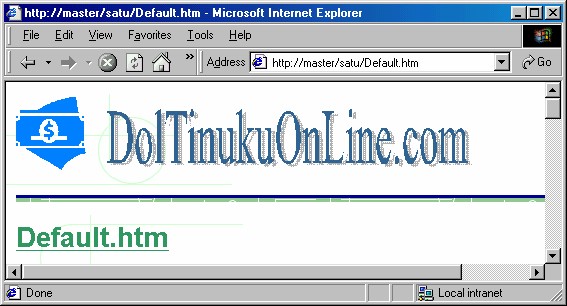 http://master/satu/Default.htm - Microsoft Internet Explorer
File Edit View Favorites Tools Help
» Address http://master/satu/Default.htm Go
$
DolTinukuOnLine.com
Default.htm
Done Local intranet